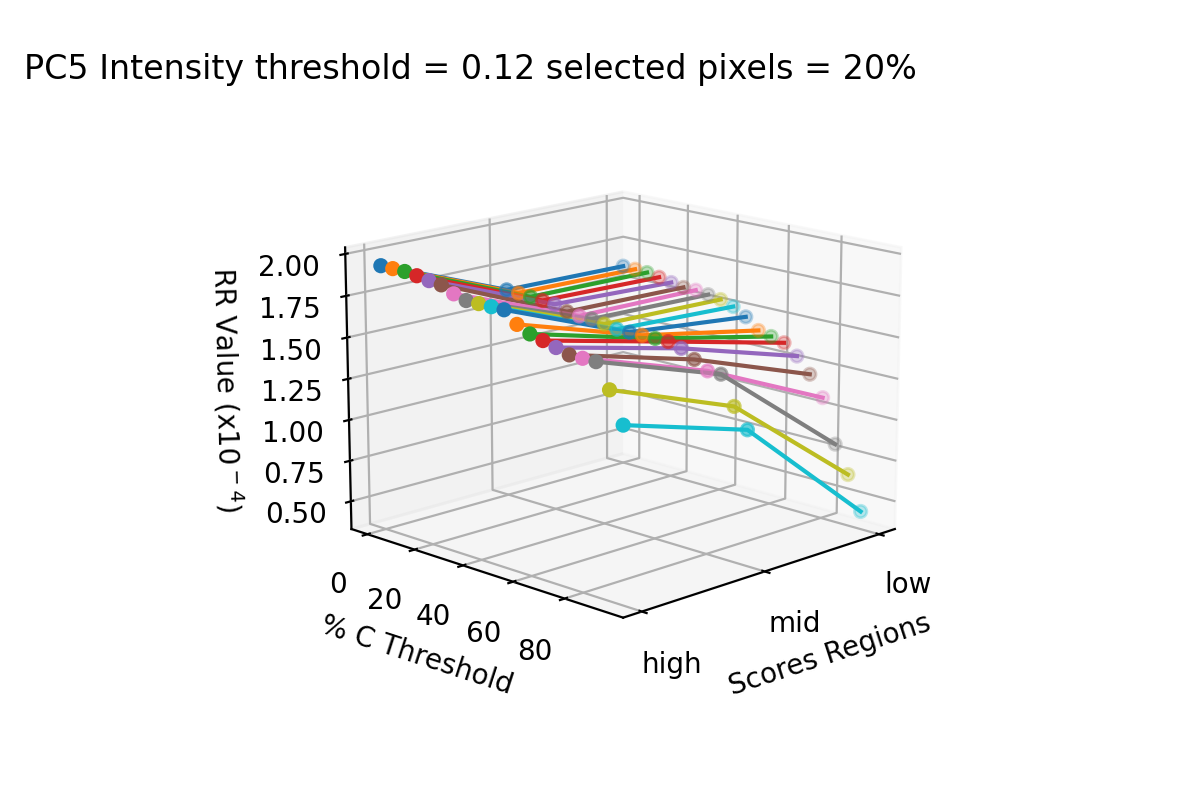 PC5 Intensity threshold = 0.12 selected pixels = 20%
RR Value (x10⁻⁴)
2.00
1.75
1.50
1.25
1.00
0.75
0.50
0
20
40
60
80
% C Threshold
high
mid
low
Scores Regions